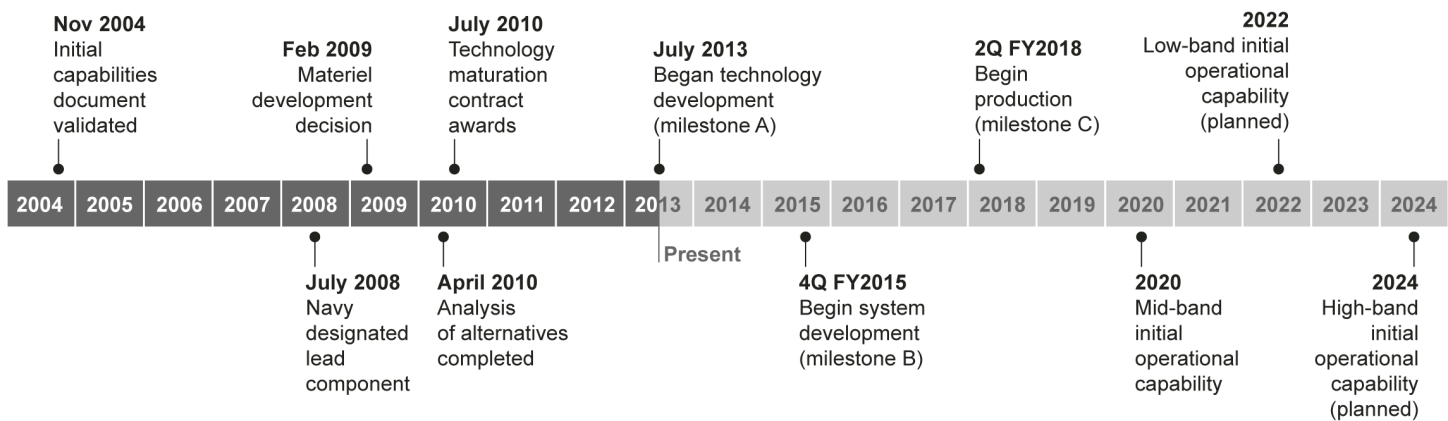 Nov 2004
Initial
capabilities
document
validated
Feb 2009
Materiel
development
decision
July 2010
Technology
maturation
contract
awards
July 2013
Began technology
development
(milestone A)
2Q FY2018
Begin
production
(milestone C)
2022
Low-band initial
operational
capability
(planned)
2004 2005 2006 2007 2008 2009 2010 2011 2012 2013 2014 2015 2016 2017 2018 2019 2020 2021 2022 2023 2024
Present
July 2008
Navy
designated
lead
component
April 2010
Analysis
of alternatives
completed
4Q FY2015
Begin system
development
(milestone B)
2020
Mid-band
initial
operational
capability
2024
High-band
initial
operational
capability
(planned)